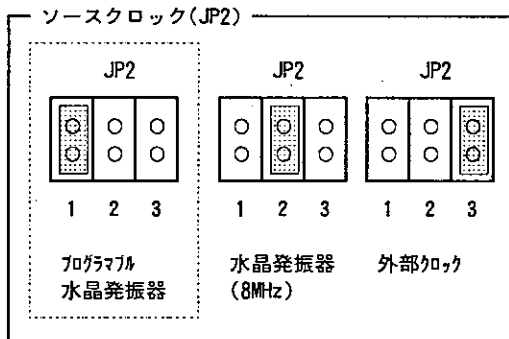 ソースクロック(JP2)
JP2 JP2 JP2
1 2 3 1 2 3 1 2 3
ﾌﾟﾛｸﾞﾗﾏﾌﾞﾙ 水晶発振器 外部ｸﾛｯｸ
水晶発振器 (8MHz)